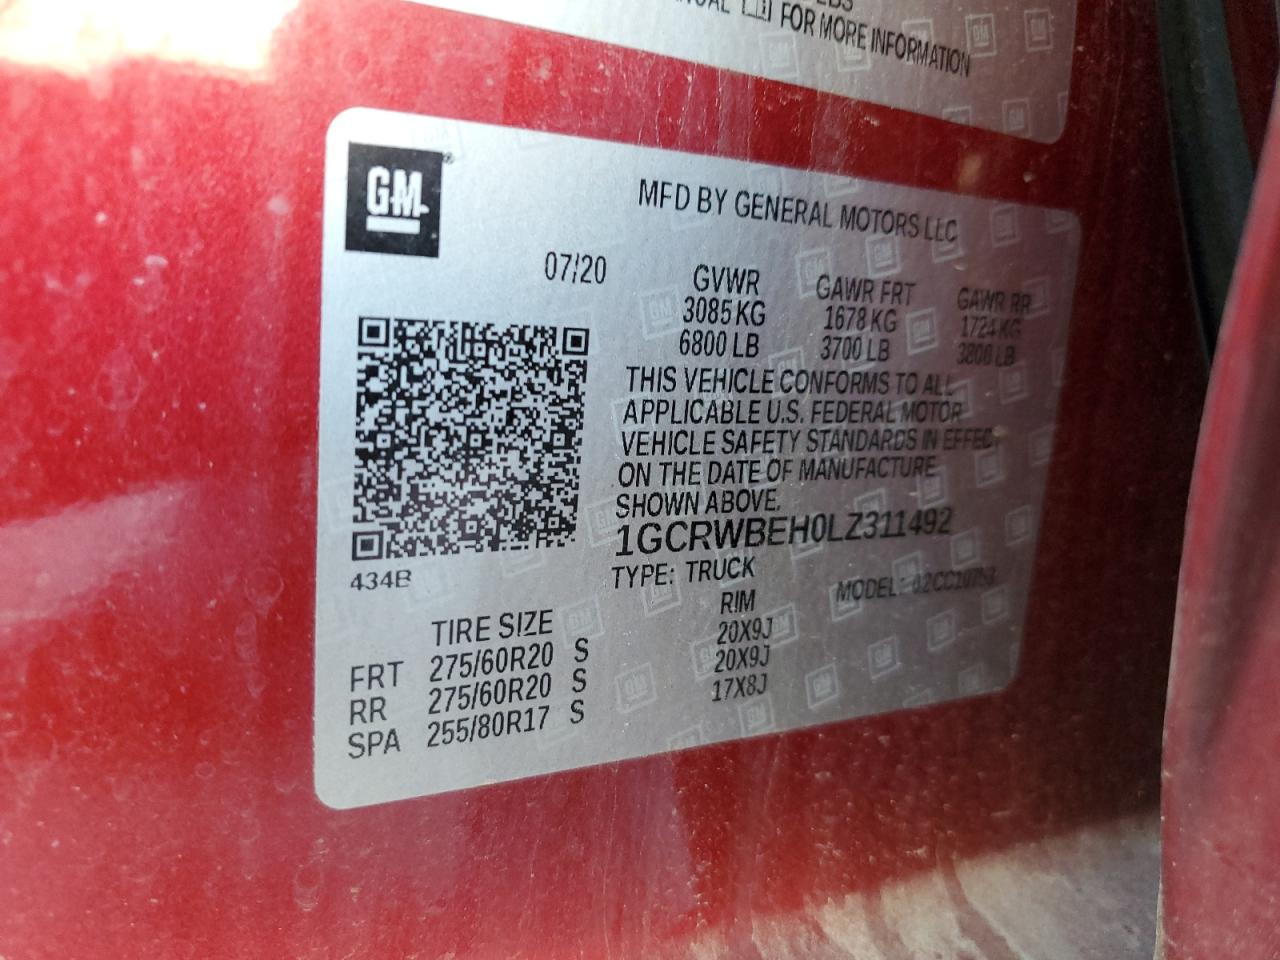 FOR MORE INFORMATION
GM
MFD BY GENERAL MOTORS LLC
07/20
GVWR GAWR FRT GAWR RR
3085 KG 1678 KG 1724 KG
6800 LB 3700 LB 3800 LB
THIS VEHICLE CONFORMS TO ALL
APPLICABLE U.S. FEDERAL MOTOR
VEHICLE SAFETY STANDARDS IN EFFECT
ON THE DATE OF MANUFACTURE
SHOWN ABOVE.
1GCRWBEH0LZ311492
434B
TYPE: TRUCK MODEL:
TIRE SIZE RIM
FRT 275/60R20 S 20X9J
RR 275/60R20 S 20X9J
SPA 255/80R17 S 17X8J